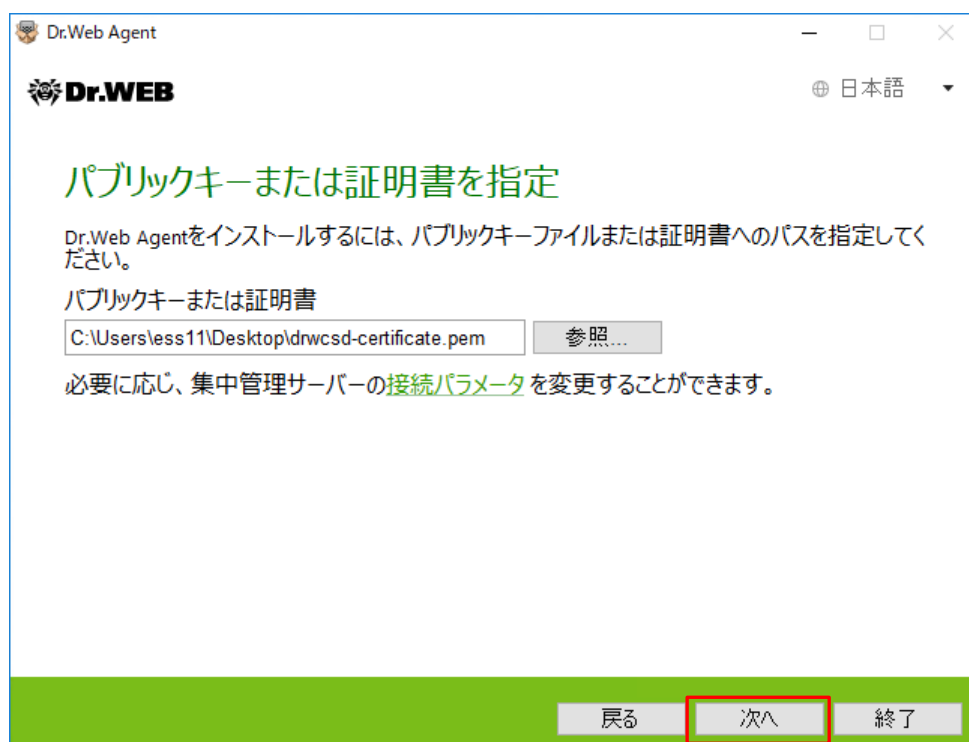 Dr.Web Agent
Dr.WEB
日本語
パブリックキーまたは証明書を指定
Dr.Web Agentをインストールするには、パブリックキーファイルまたは証明書へのパスを指定してく
ださい。
パブリックキーまたは証明書
C:\Users\ess11\Desktop\drwcsd-certificate.pem
参照...
必要に応じ、集中管理サーバーの接続パラメータ を変更することができます。
戻る
次へ
終了